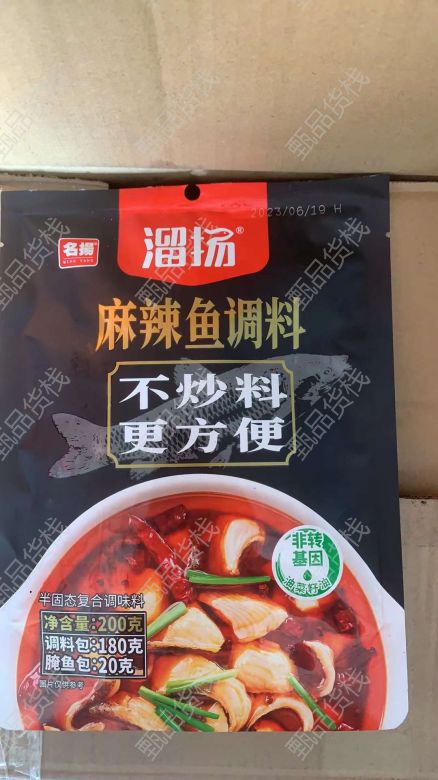 2023/06/19 H
名揚®
MING YANG
溜扬®
麻辣鱼调料
不炒料
更方便
非转
基因
油菜籽油
半固态复合调味料
净含量:200克
调料包:180克
腌鱼包:20克
图片仅供参考
甄品货栈